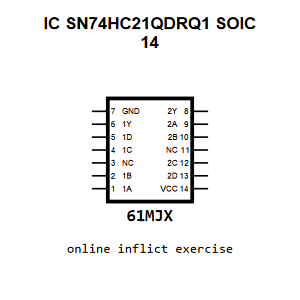 IC SN74HC21QDRQ1 SOIC
14
7 GND 2Y 8
6 1Y 2A 9
5 1D 2B 10
4 1C NC 11
3 NC 2C 12
2 1B 2D 13
1 1A VCC 14
61MJX
online inflict exercise